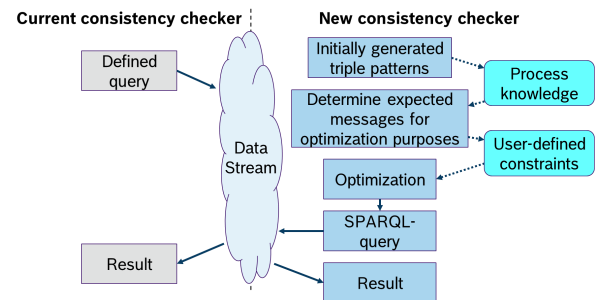 Current consistency checker
New consistency checker
Defined
query
Data
Stream
Result
Initially generated
triple patterns
Process
knowledge
Determine expected
messages for
optimization purposes
User-defined
constraints
Optimization
SPARQL-
query
Result